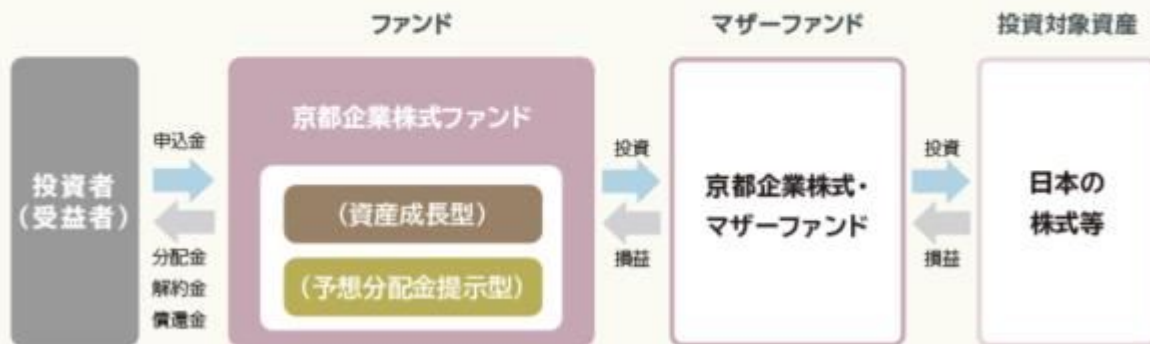 ファンド
マザーファンド
投資対象資産
投資者
(受益者)
申込金
分配金
解約金
償還金
京都企業株式ファンド
(資産成長型)
(予想分配金提示型)
投資
損益
京都企業株式・
マザーファンド
投資
損益
日本の
株式等